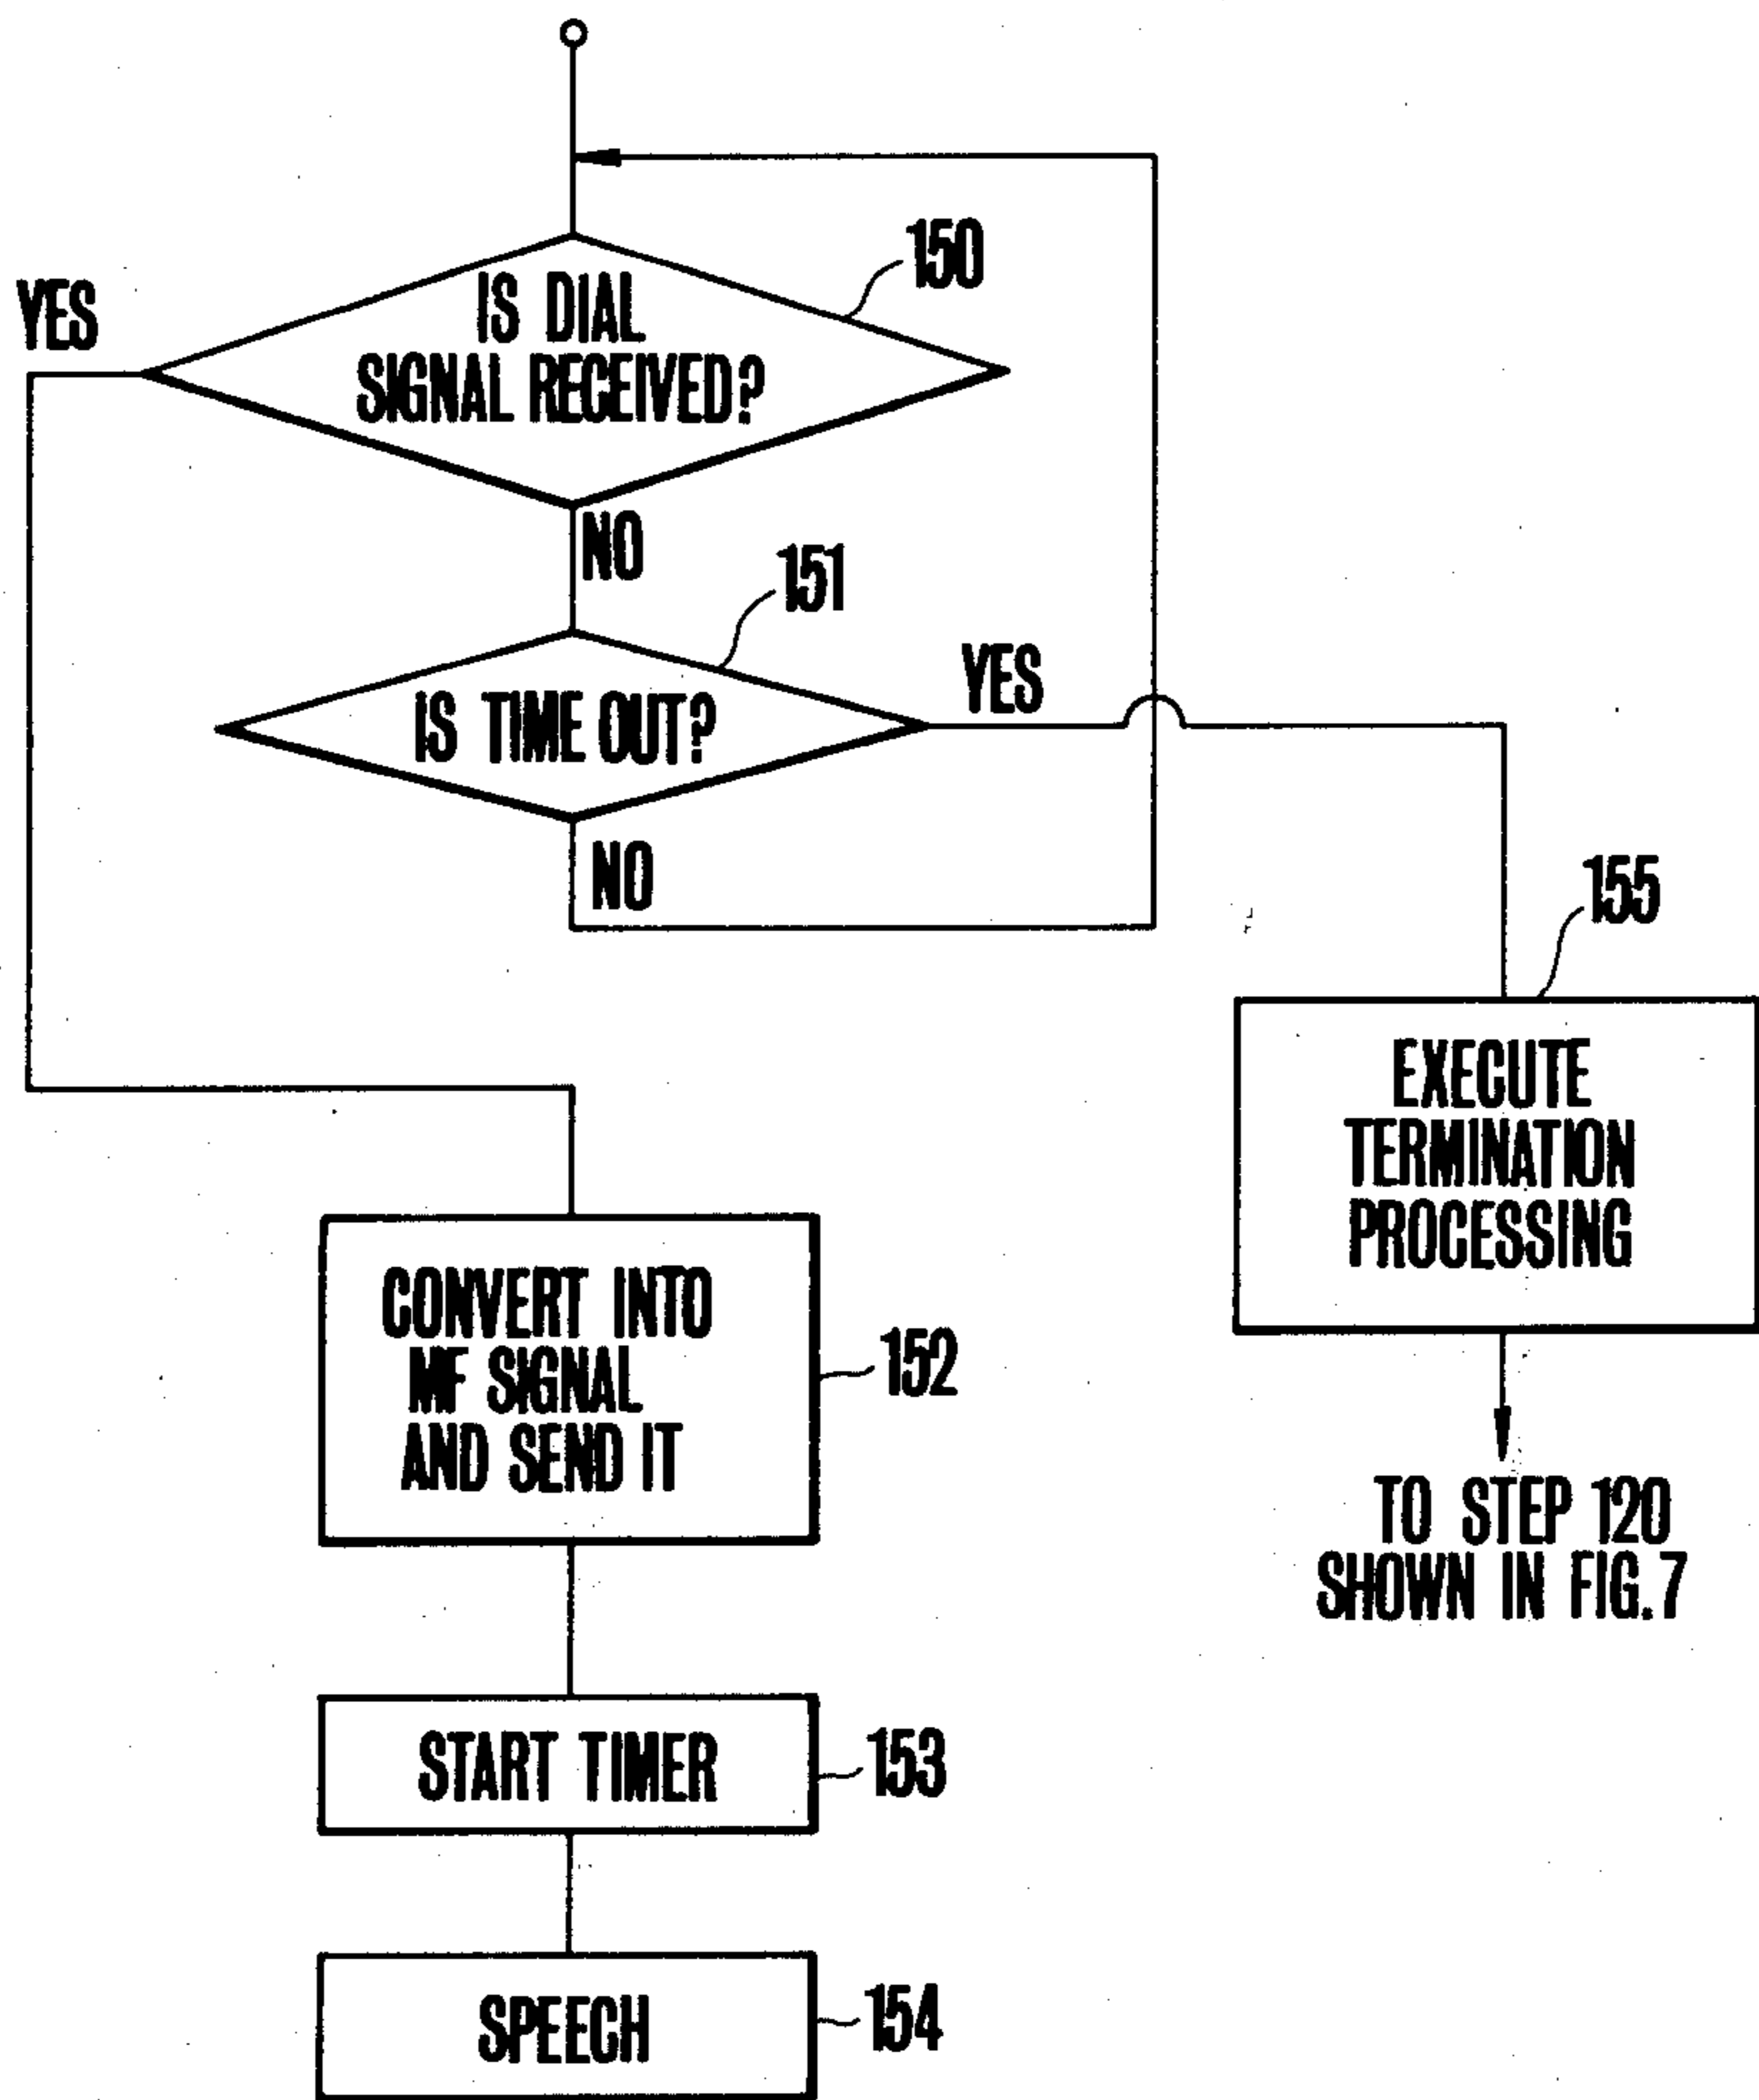 150
YES
IS DIAL
SIGNAL RECEIVED?
NO
151
YES
IS TIME OUT?
NO
155
EXECUTE
TERMINATION
PROCESSING
CONVERT INTO
MF SIGNAL
AND SEND IT
152
TO STEP 120
SHOWN IN FIG.7
START TIMER
153
SPEECH
154